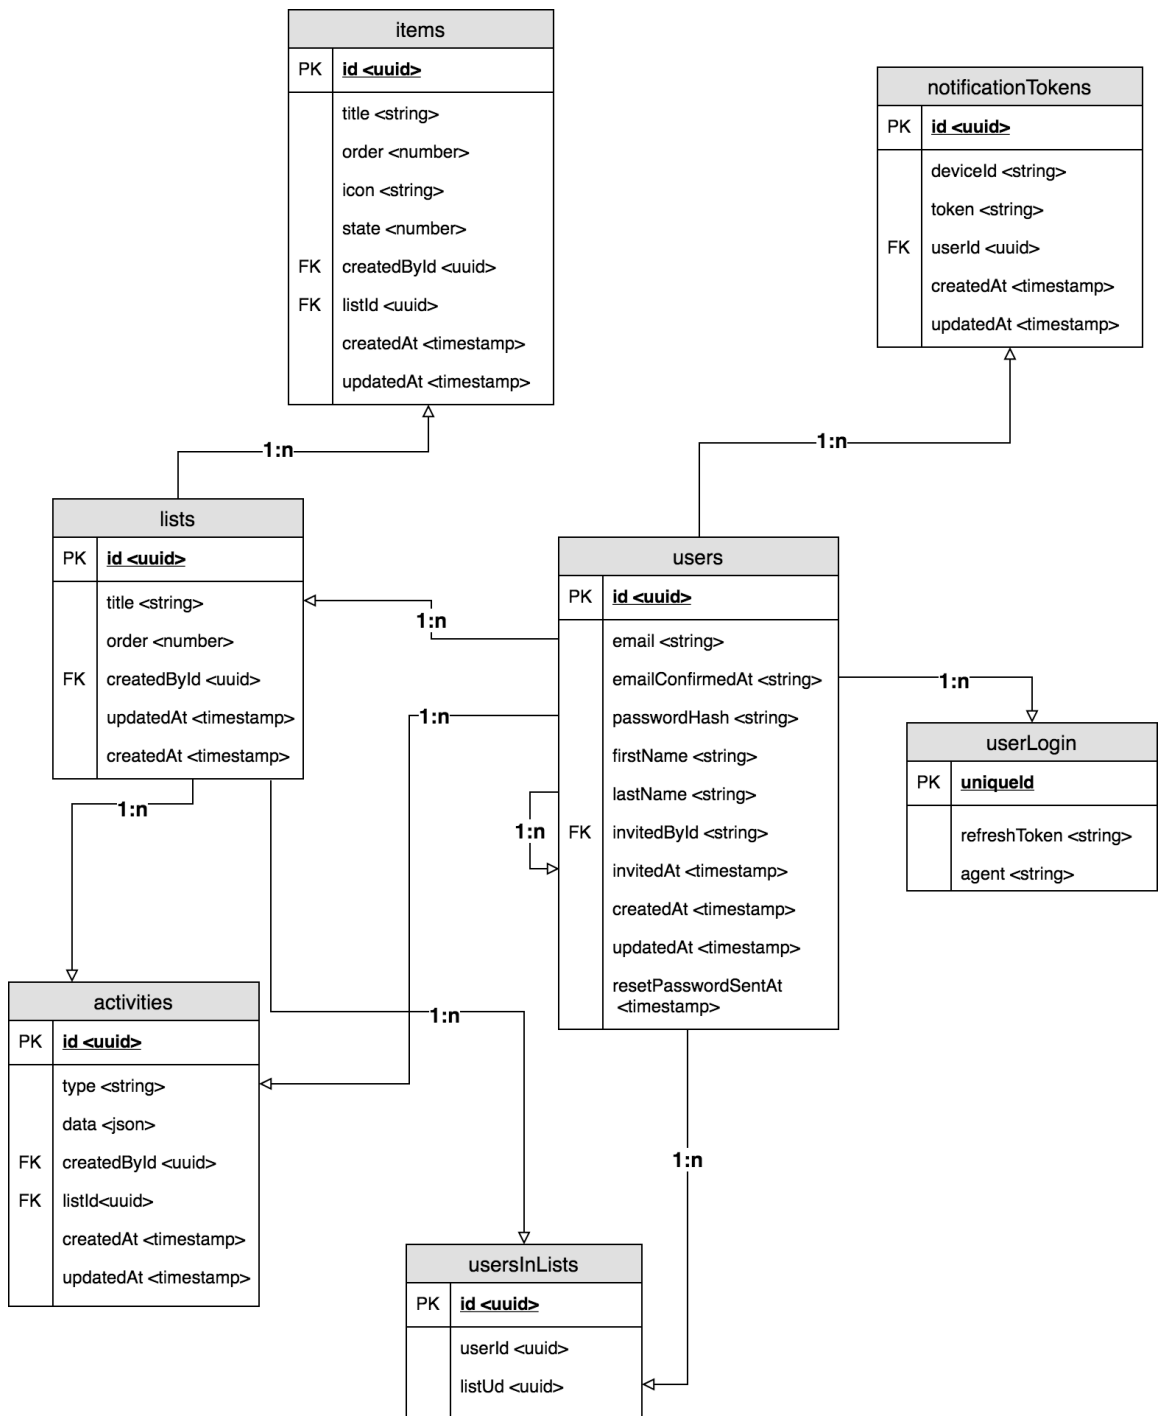 items
PK id <uuid>
title <string>
order <number>
icon <string>
state <number>
FK createdById <uuid>
FK listId <uuid>
createdAt <timestamp>
updatedAt <timestamp>
notificationTokens
PK id <uuid>
deviceId <string>
token <string>
FK userId <uuid>
createdAt <timestamp>
updatedAt <timestamp>
1:n
1:n
lists
PK id <uuid>
title <string>
order <number>
FK createdById <uuid>
updatedAt <timestamp>
createdAt <timestamp>
1:n
1:n
1:n
users
PK id <uuid>
email <string>
emailConfirmedAt <string>
passwordHash <string>
firstName <string>
lastName <string>
FK invitedById <string>
invitedAt <timestamp>
createdAt <timestamp>
updatedAt <timestamp>
resetPasswordSentAt
<timestamp>
1:n
1:n
userLogin
PK uniqueId
refreshToken <string>
agent <string>
activities
PK id <uuid>
type <string>
data <json>
FK createdById <uuid>
FK listId<uuid>
createdAt <timestamp>
updatedAt <timestamp>
1:n
1:n
usersInLists
PK id <uuid>
userId <uuid>
listUd <uuid>